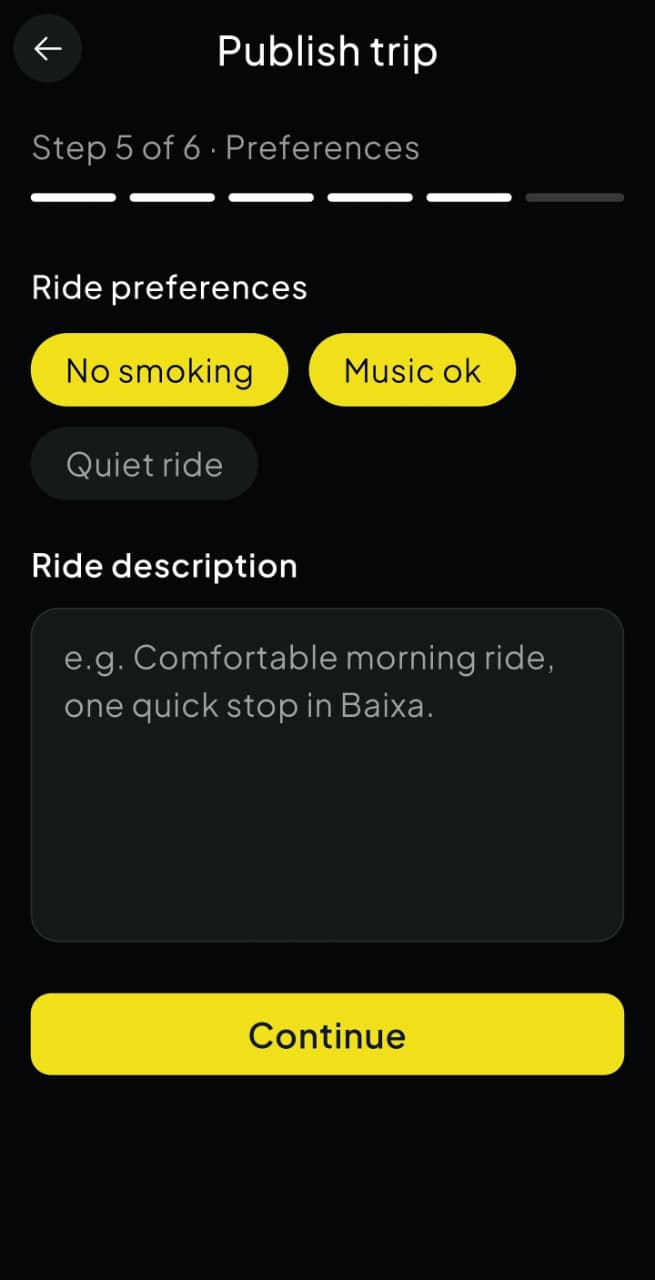 Publish trip
Step 5 of 6 · Preferences
Ride preferences
No smoking
Music ok
Quiet ride
Ride description
e.g. Comfortable morning ride,
one quick stop in Baixa.
Continue